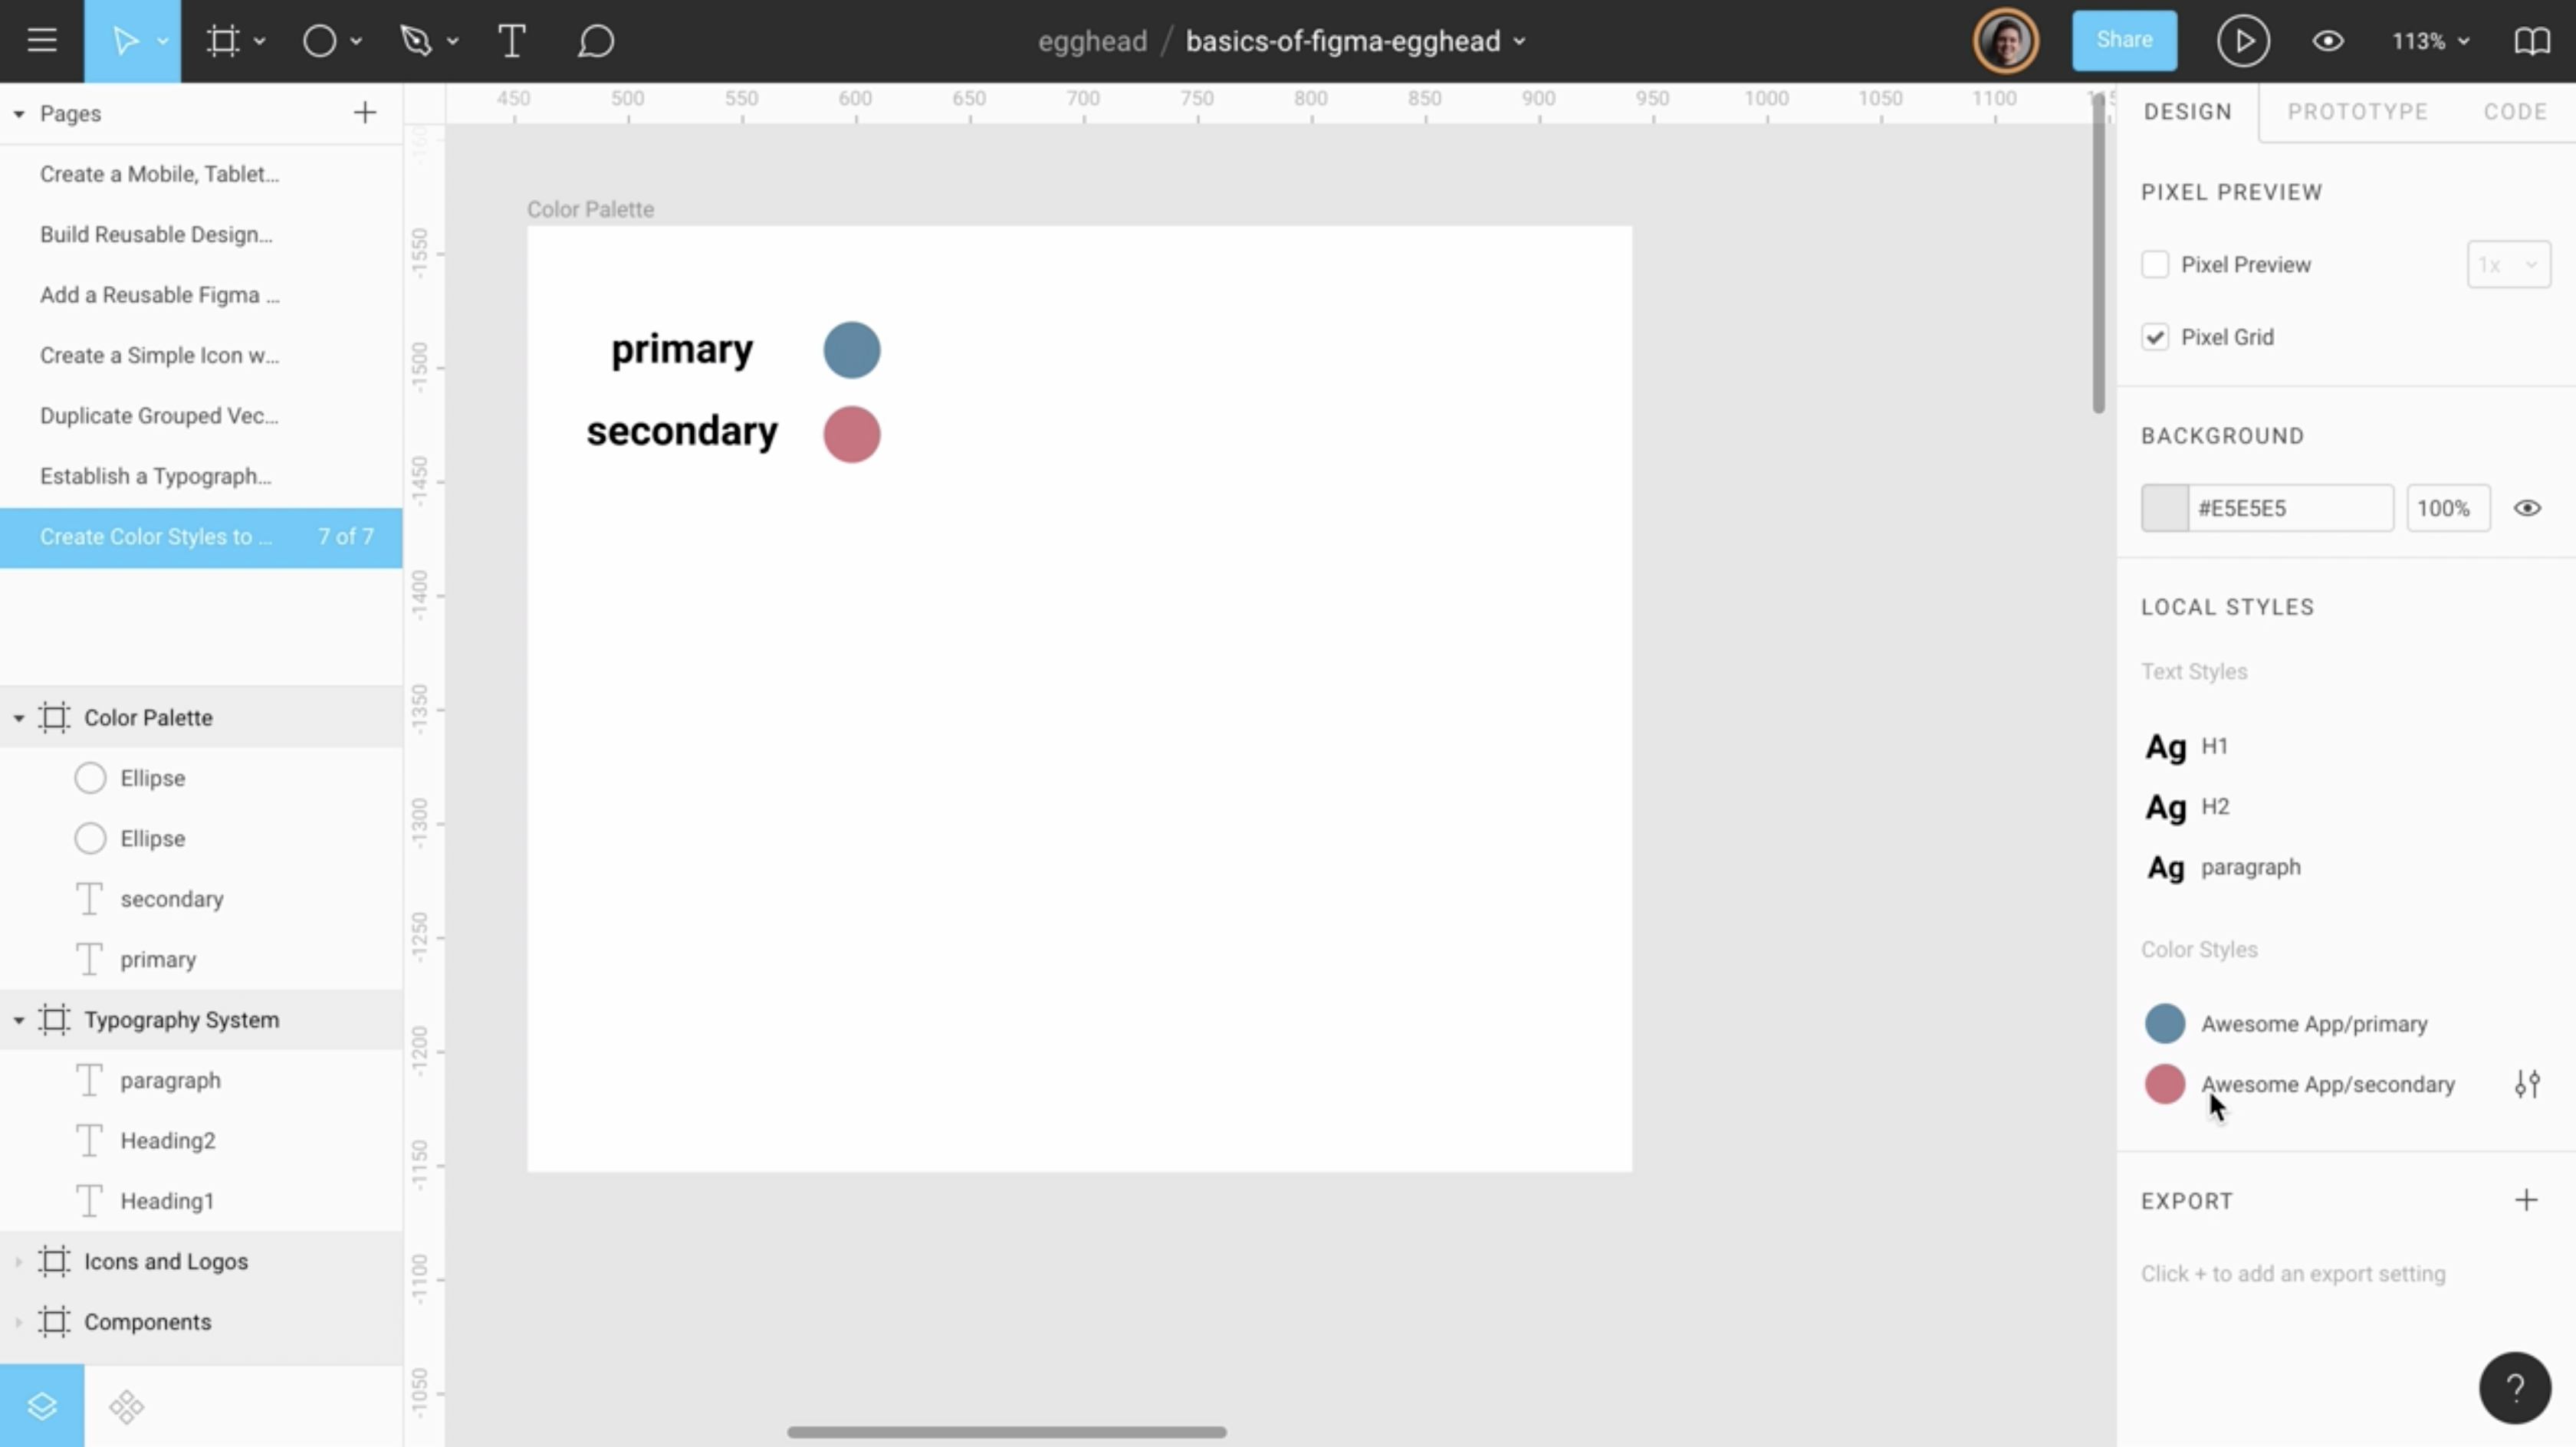 egghead / basics-of-figma-egghead
Share
113%
Pages
Create a Mobile, Tablet...
Build Reusable Design...
Add a Reusable Figma ...
Create a Simple Icon w...
Duplicate Grouped Vec...
Establish a Typograph...
Create Color Styles to ... 7 of 7
Color Palette
Ellipse
Ellipse
secondary
primary
Typography System
paragraph
Heading2
Heading1
Icons and Logos
Components
450 500 550 600 650 700 750 800 850 900 950 1000 1050 1100
-1550
-1500
-1450
-1400
-1350
-1300
-1250
-1200
-1150
-1100
-1050
Color Palette
primary
secondary
DESIGN PROTOTYPE CODE
PIXEL PREVIEW
Pixel Preview 1x
Pixel Grid
BACKGROUND
#E5E5E5 100%
LOCAL STYLES
Text Styles
Ag H1
Ag H2
Ag paragraph
Color Styles
Awesome App/primary
Awesome App/secondary
EXPORT
Click + to add an export setting
?